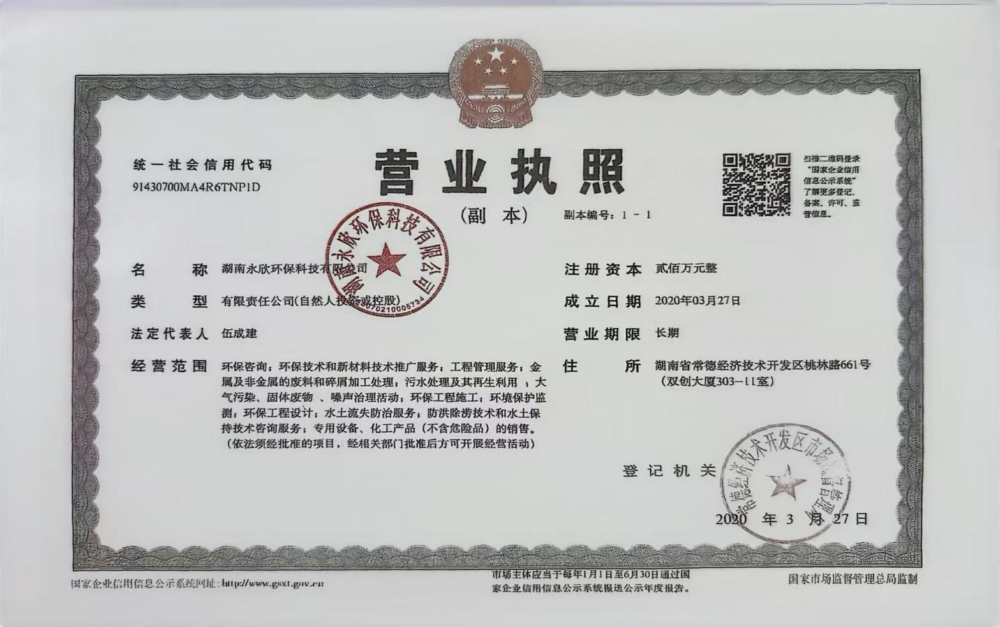 统一社会信用代码
91430700MA4R6TNP1D
营业执照
（副 本）
副本编号：1－1
扫描二维码登录
“国家企业信用
信息公示系统”
了解更多登记、
备案、许可、监
管信息。
名称 湖南永欣环保科技有限公司
类型 有限责任公司(自然人投资或控股)
法定代表人 伍成建
经营范围 环保咨询；环保技术和新材料技术推广服务；工程管理服务；金
属及非金属的废料和碎屑加工处理；污水处理及其再生利用 ；大
气污染、固体废物 、噪声治理活动；环保工程施工；环境保护监
测；环保工程设计；水土流失防治服务；防洪除涝技术和水土保
持技术咨询服务；专用设备、化工产品（不含危险品）的销售。
（依法须经批准的项目，经相关部门批准后方可开展经营活动）
注册资本 贰佰万元整
成立日期 2020年03月27日
营业期限 长期
住所 湖南省常德经济技术开发区桃林路661号
（双创大厦303-11室）
湖南永欣环保科技有限公司
43070210005734
登记机关
常德经济技术开发区市场监督管理局
2020 年 3 月 27 日
国家企业信用信息公示系统网址:http://www.gsxt.gov.cn
市场主体应当于每年1月1日至6月30日通过国
家企业信用信息公示系统报送公示年度报告。
国家市场监督管理总局监制